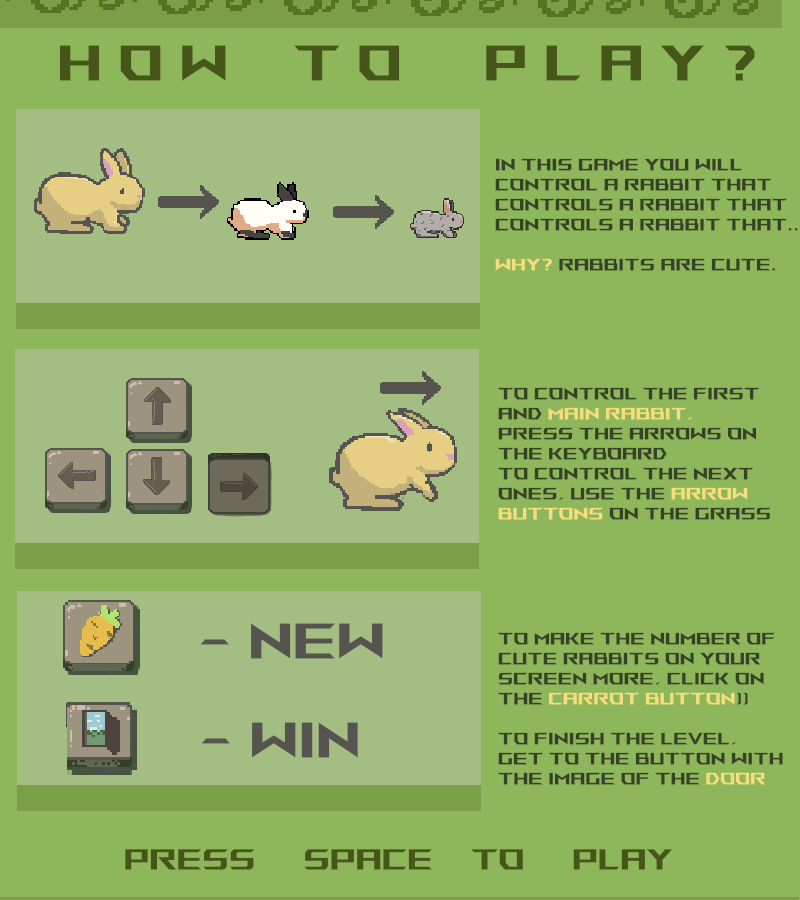 HOW TO PLAY?
IN THIS GAME YOU WILL
CONTROL A RABBIT THAT
CONTROLS A RABBIT THAT
CONTROLS A RABBIT THAT..
WHY? RABBITS ARE CUTE.
TO CONTROL THE FIRST
AND MAIN RABBIT,
PRESS THE ARROWS ON
THE KEYBOARD
TO CONTROL THE NEXT
ONES, USE THE ARROW
BUTTONS ON THE GRASS
- NEW
- WIN
TO MAKE THE NUMBER OF
CUTE RABBITS ON YOUR
SCREEN MORE, CLICK ON
THE CARROT BUTTON))
TO FINISH THE LEVEL,
GET TO THE BUTTON WITH
THE IMAGE OF THE DOOR
PRESS SPACE TO PLAY